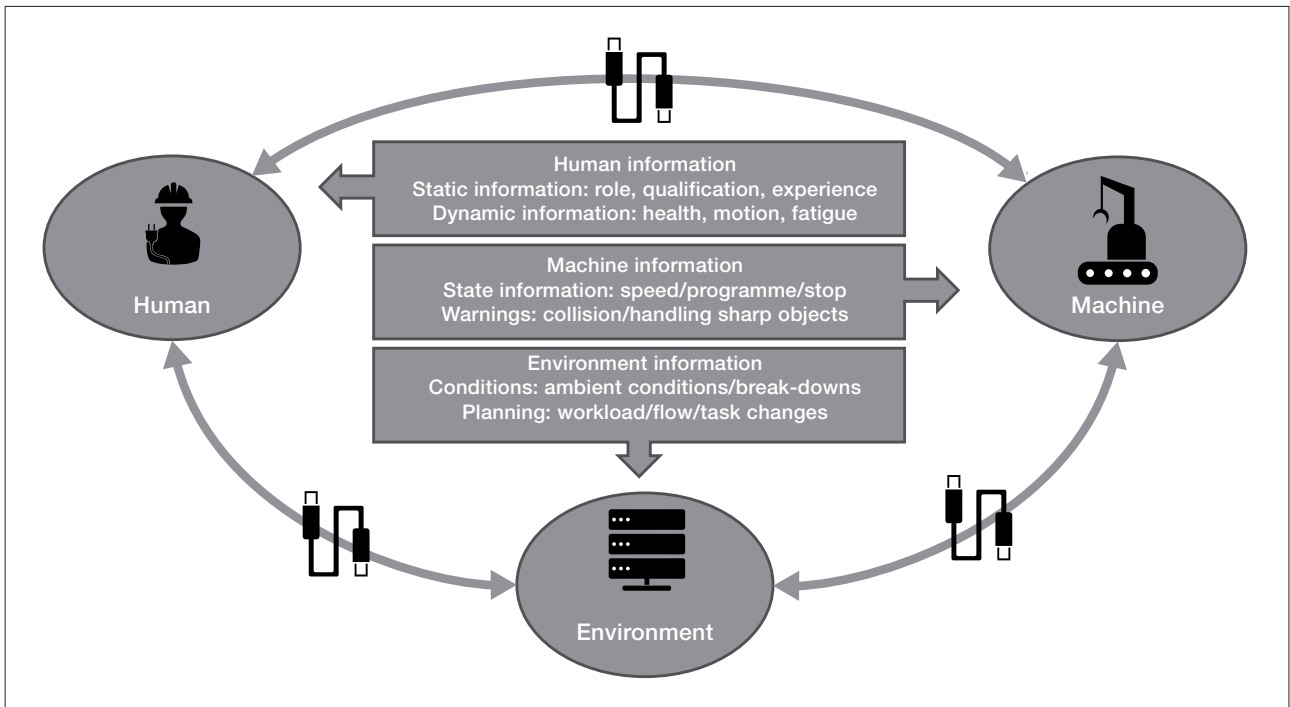 Human information
Static information: role, qualification, experience
Dynamic information: health, motion, fatigue
Machine information
State information: speed/programme/stop
Warnings: collision/handling sharp objects
Environment information
Conditions: ambient conditions/break-downs
Planning: workload/flow/task changes
Human
Machine
Environment